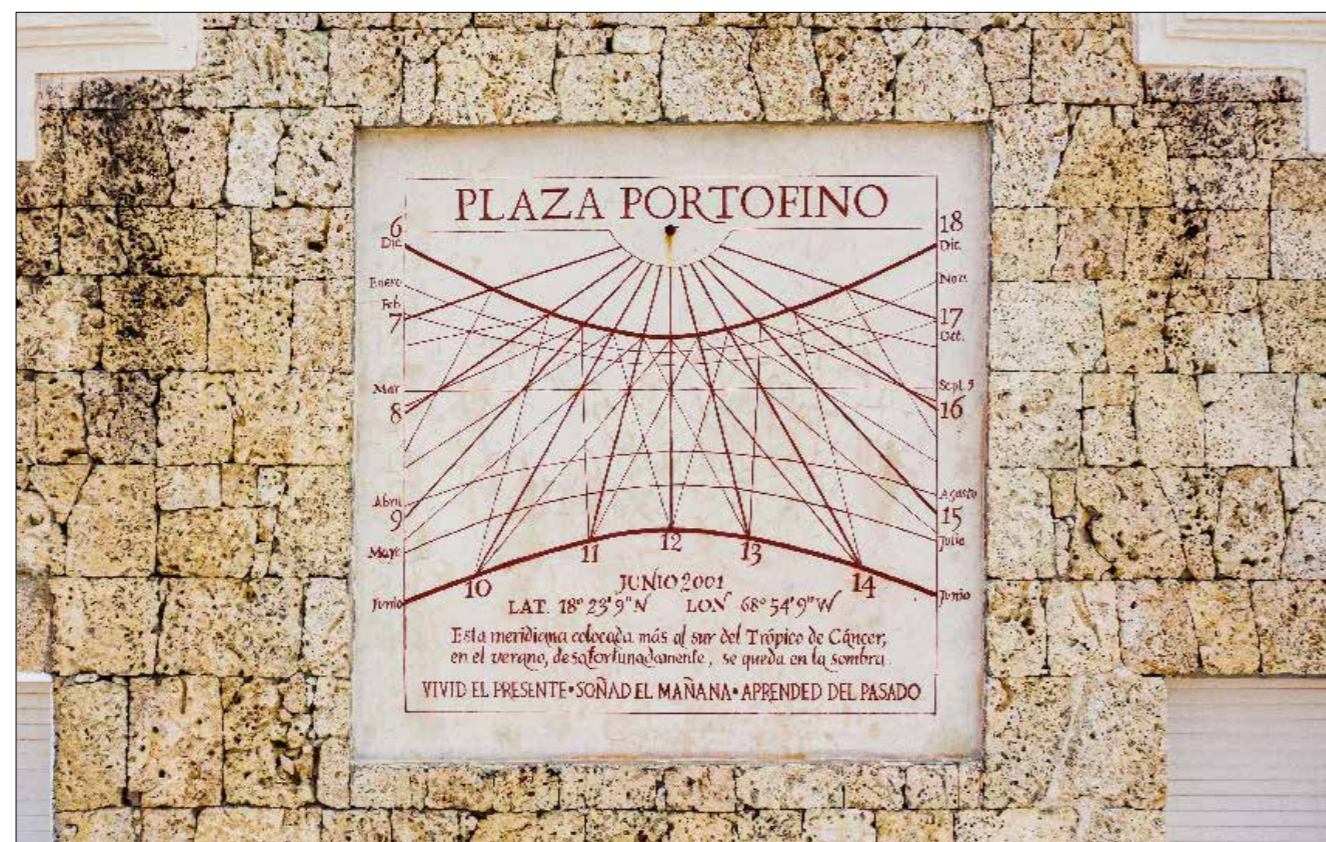 PLAZA PORTOFINO
6
18
Dic.
Dic.
Enero
Nov.
Feb.
7
17
Oct.
Mar
Sept.
8
16
Abril
Agosto
9
15
Julio
11
12
13
10
14
Junio
Junio
JUNIO 2001
LAT. 18° 23' 9" N LON 68° 54' 9" W
Esta meridiana colocada más al sur del Trópico de Cáncer,
en el verano, desafortunadamente, se queda en la sombra
VIVID EL PRESENTE•SOÑAD EL MAÑANA•APRENDED DEL PASADO